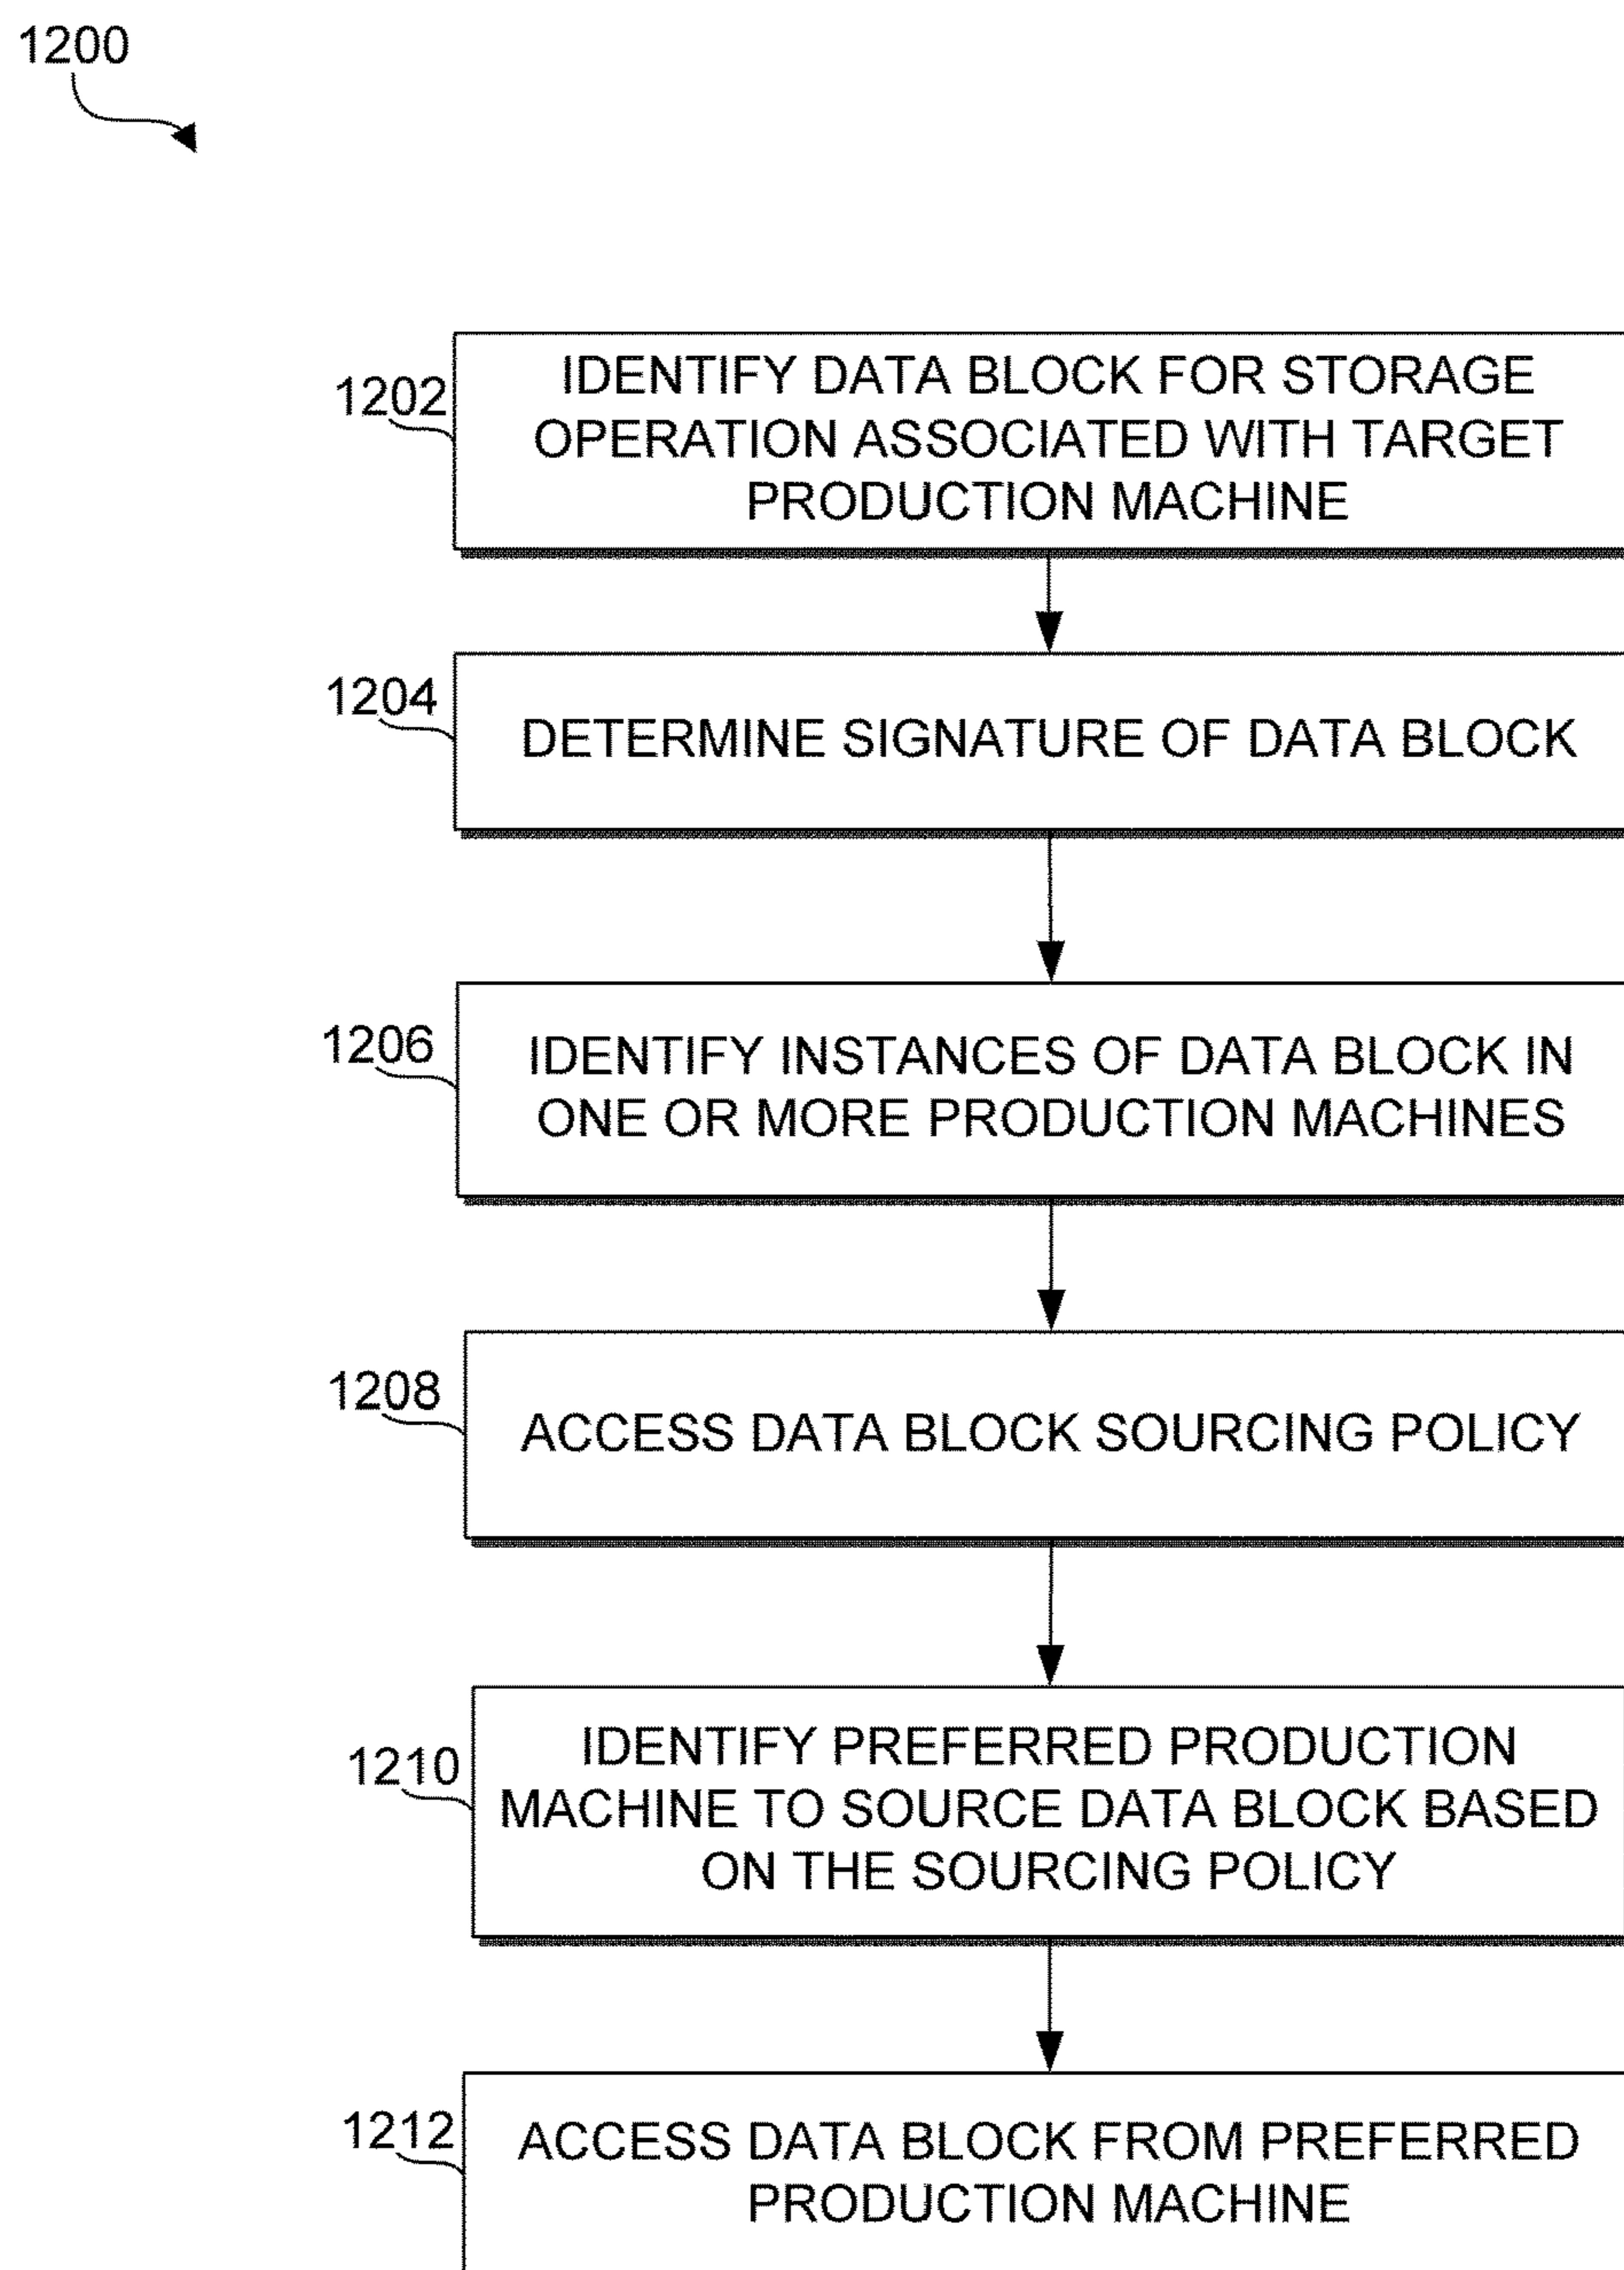 1200
1202
IDENTIFY DATA BLOCK FOR STORAGE
OPERATION ASSOCIATED WITH TARGET
PRODUCTION MACHINE
1204
DETERMINE SIGNATURE OF DATA BLOCK
1206
IDENTIFY INSTANCES OF DATA BLOCK IN
ONE OR MORE PRODUCTION MACHINES
1208
ACCESS DATA BLOCK SOURCING POLICY
1210
IDENTIFY PREFERRED PRODUCTION
MACHINE TO SOURCE DATA BLOCK BASED
ON THE SOURCING POLICY
1212
ACCESS DATA BLOCK FROM PREFERRED
PRODUCTION MACHINE